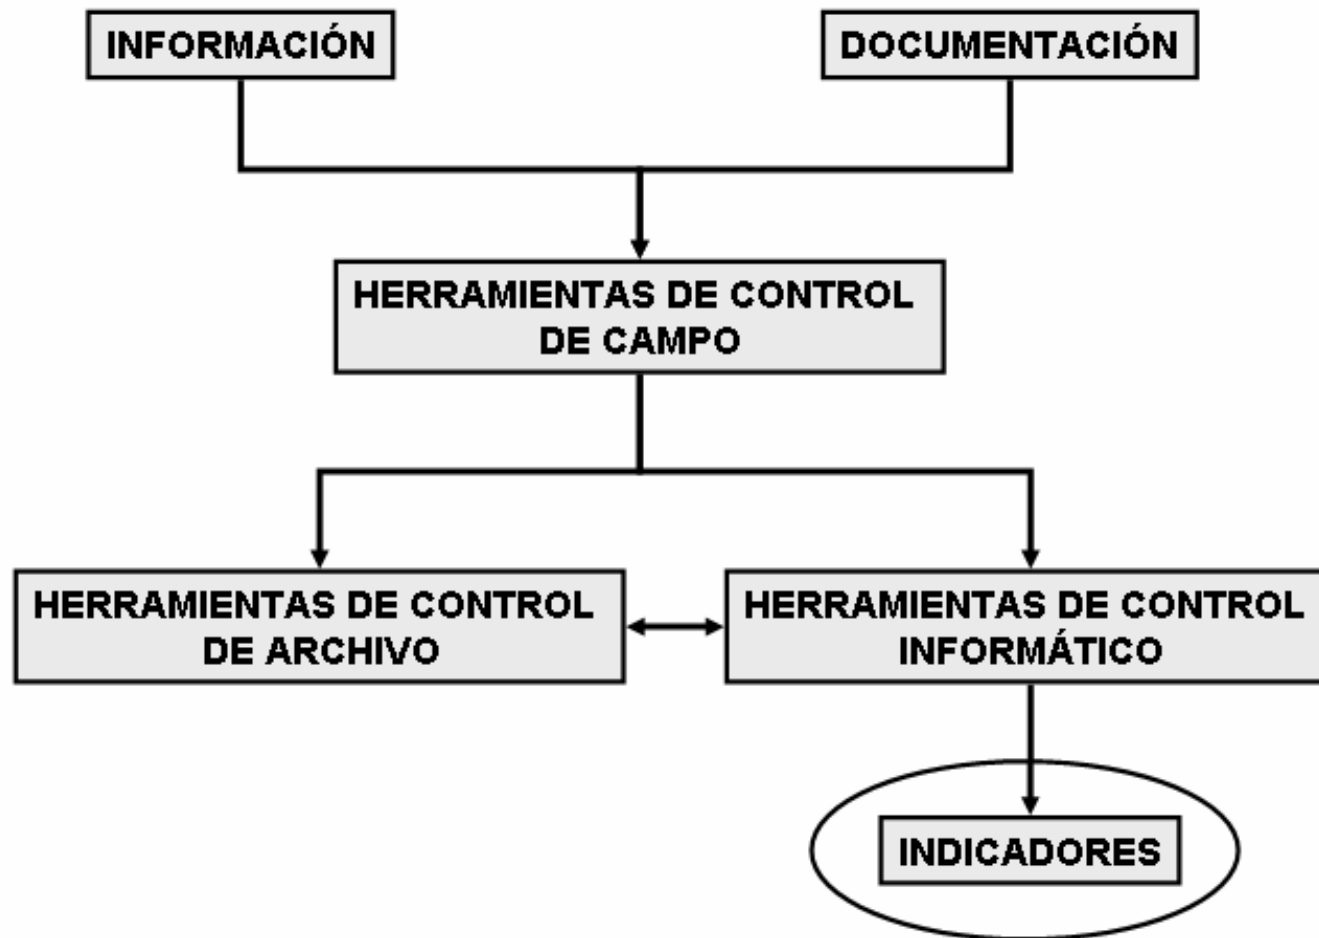 INFORMACIÓN
DOCUMENTACIÓN
HERRAMIENTAS DE CONTROL
DE CAMPO
HERRAMIENTAS DE CONTROL
DE ARCHIVO
HERRAMIENTAS DE CONTROL
INFORMÁTICO
INDICADORES